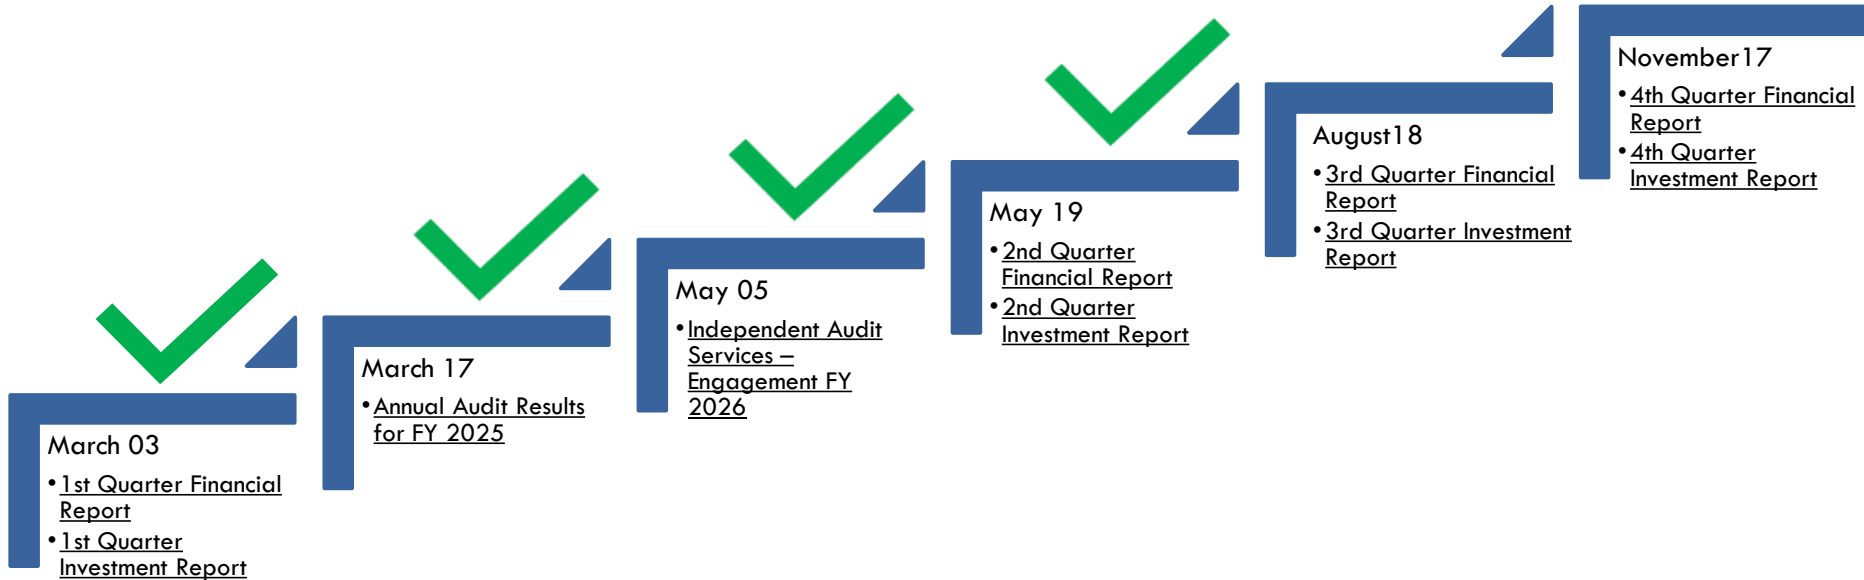 March 03
•1st Quarter Financial
Report
•1st Quarter
Investment Report
March 17
•Annual Audit Results
for FY 2025
May 05
•Independent Audit
Services –
Engagement FY
2026
May 19
•2nd Quarter
Financial Report
•2nd Quarter
Investment Report
August18
•3rd Quarter Financial
Report
•3rd Quarter Investment
Report
November17
•4th Quarter Financial
Report
•4th Quarter
Investment Report